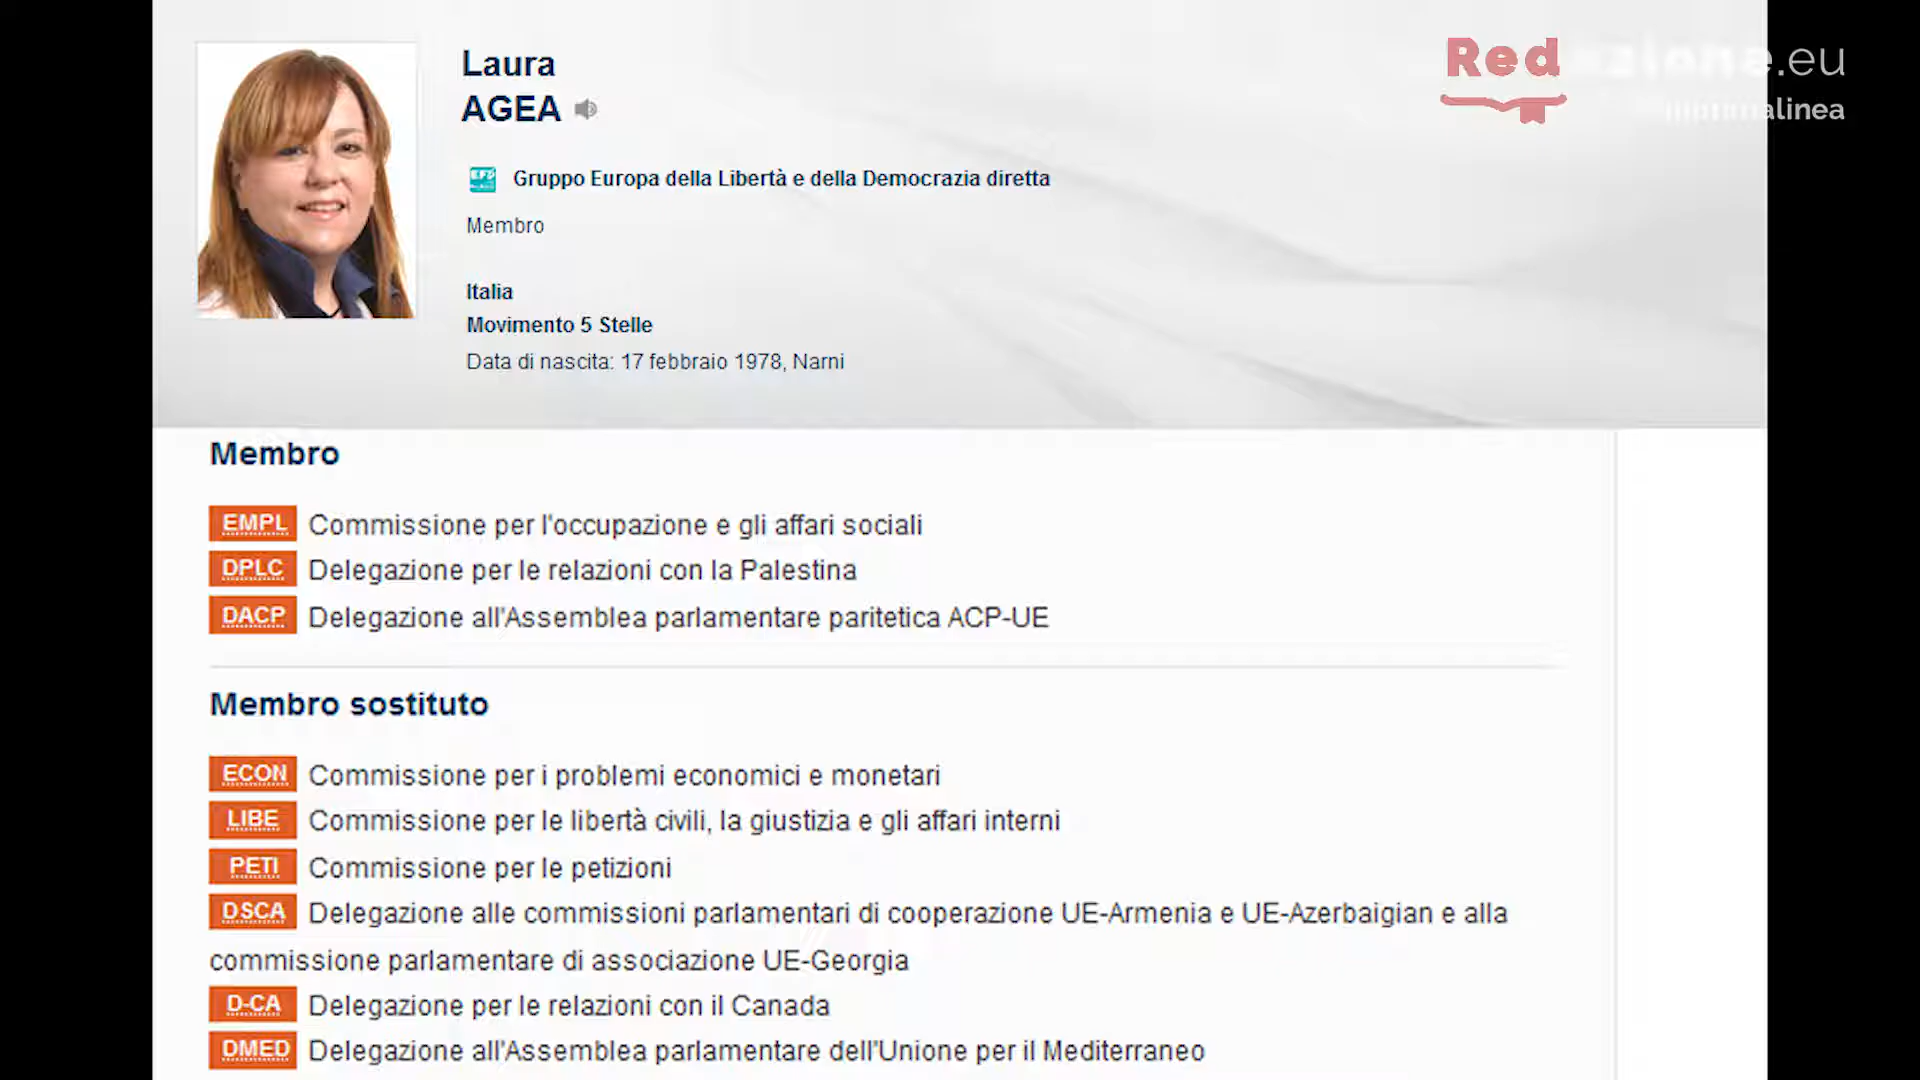 Laura
AGEA
Red azione.eu
mammalinea
EFD
Gruppo Europa della Libertà e della Democrazia diretta
Membro
Italia
Movimento 5 Stelle
Data di nascita: 17 febbraio 1978, Narni
Membro
EMPL Commissione per l'occupazione e gli affari sociali
DPLC Delegazione per le relazioni con la Palestina
DACP Delegazione all'Assemblea parlamentare paritetica ACP-UE
Membro sostituto
ECON Commissione per i problemi economici e monetari
LIBE Commissione per le libertà civili, la giustizia e gli affari interni
PETI Commissione per le petizioni
DSCA Delegazione alle commissioni parlamentari di cooperazione UE-Armenia e UE-Azerbaigian e alla
commissione parlamentare di associazione UE-Georgia
D-CA Delegazione per le relazioni con il Canada
DMED Delegazione all'Assemblea parlamentare dell'Unione per il Mediterraneo